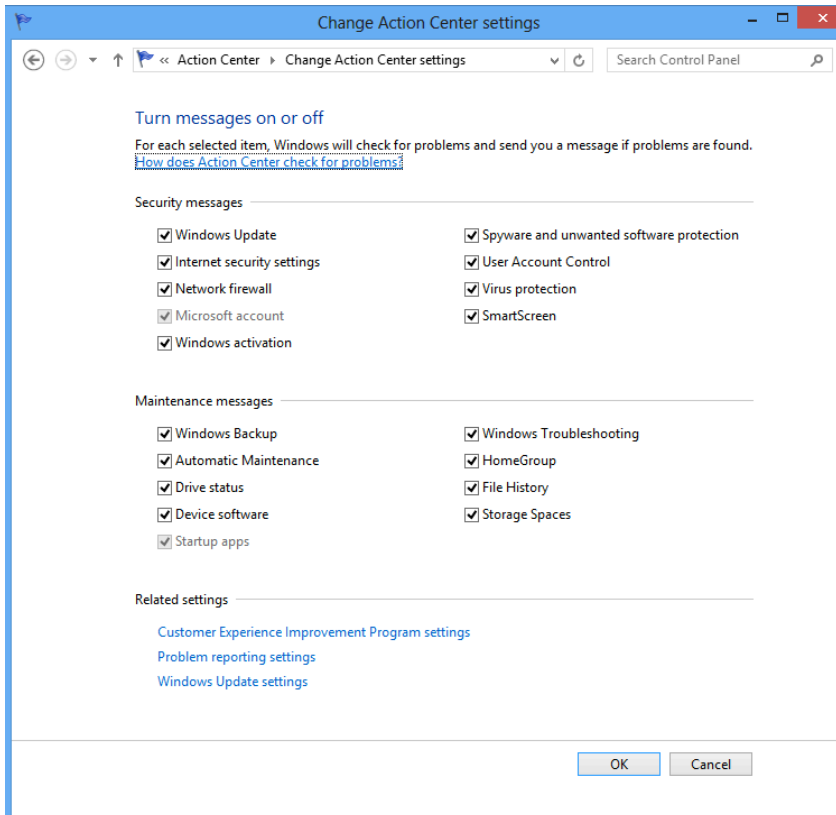 Change Action Center settings
« Action Center Change Action Center settings
Search Control Panel
Turn messages on or off
For each selected item, Windows will check for problems and send you a message if problems are found.
How does Action Center check for problems?
Security messages
Windows Update
Spyware and unwanted software protection
Internet security settings
User Account Control
Network firewall
Virus protection
Microsoft account
SmartScreen
Windows activation
Maintenance messages
Windows Backup
Windows Troubleshooting
Automatic Maintenance
HomeGroup
Drive status
File History
Device software
Storage Spaces
Startup apps
Related settings
Customer Experience Improvement Program settings
Problem reporting settings
Windows Update settings
OK
Cancel